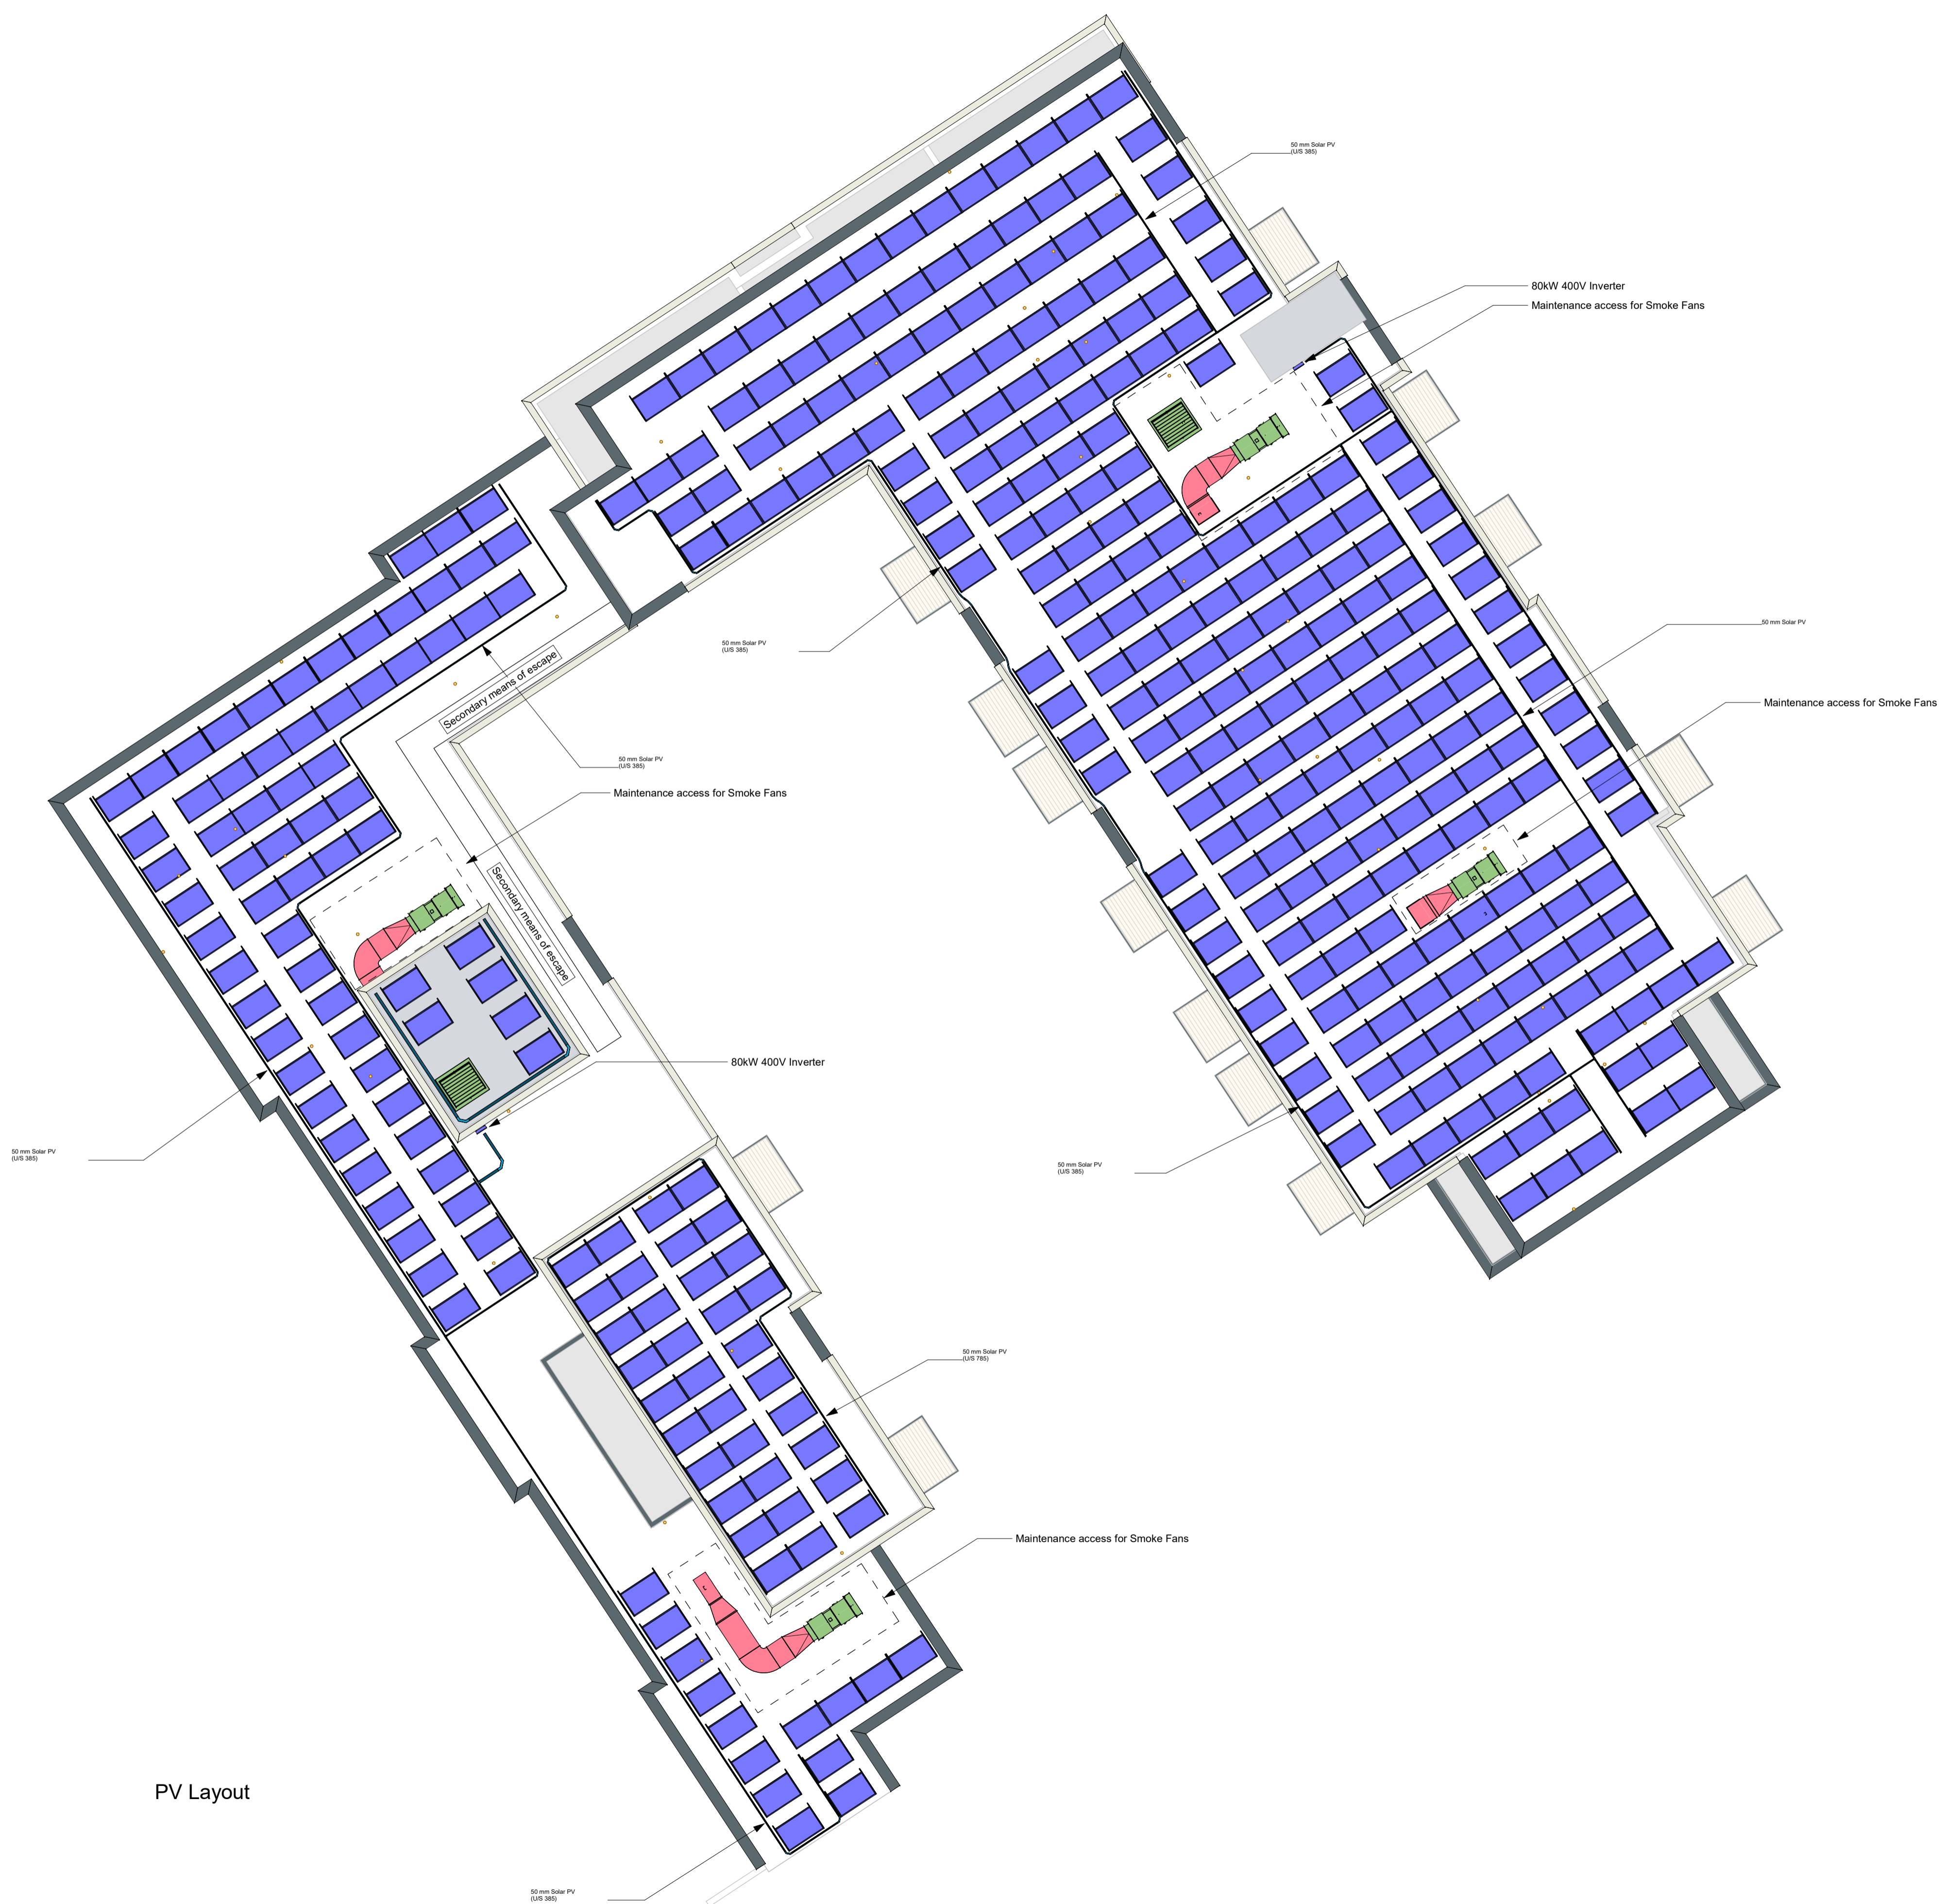 50 mm Solar PV
(U/S 385)
80kW 400V Inverter
Maintenance access for Smoke Fans
50 mm Solar PV
50 mm Solar PV
(U/S 385)
Secondary means of escape
Maintenance access for Smoke Fans
50 mm Solar PV
(U/S 385)
Maintenance access for Smoke Fans
Secondary means of escape
80kW 400V Inverter
50 mm Solar PV
(U/S 385)
50 mm Solar PV
(U/S 385)
50 mm Solar PV
(U/S 785)
Maintenance access for Smoke Fans
PV Layout
50 mm Solar PV
(U/S 385)